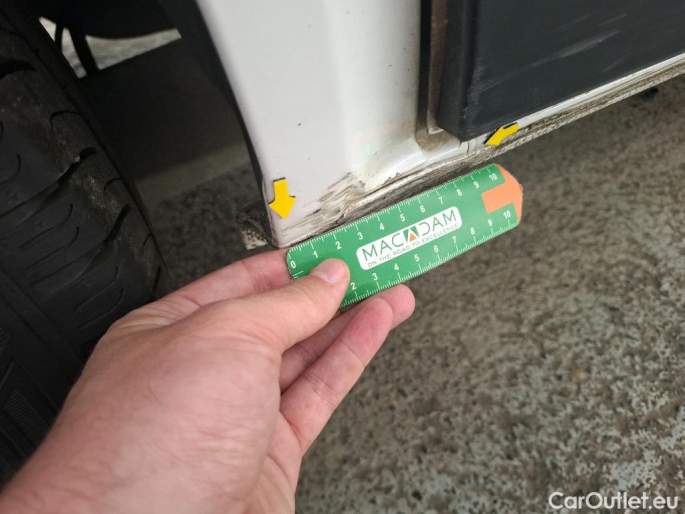 0 1 2 3 4 5 6 7 8 9 10
MACADAM
ON THE ROAD TO EXCELLENCE
2 3 4 5 6 7 8 9 10
CarOutlet.eu